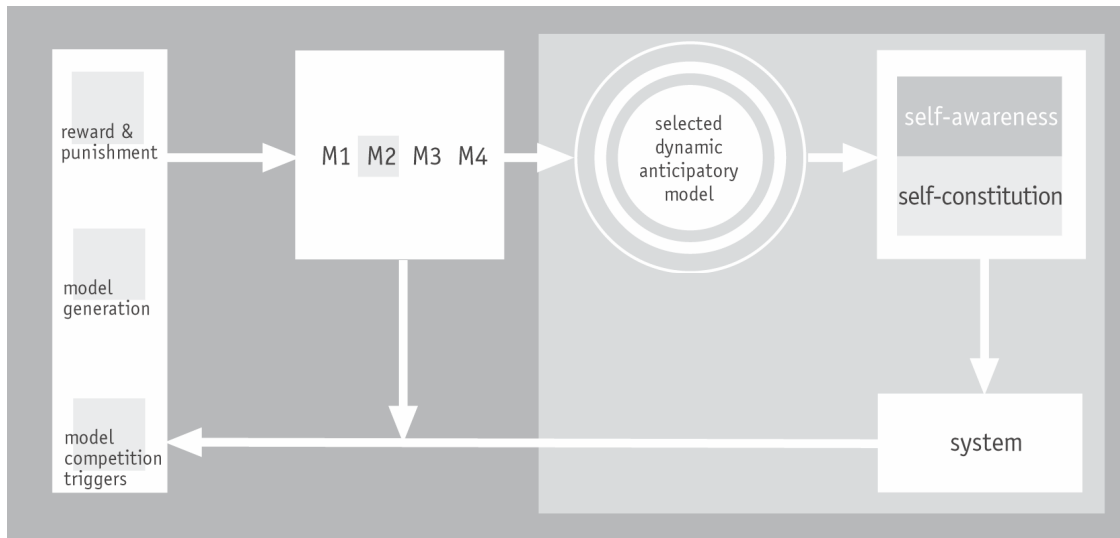 reward &
punishment
model
generation
model
competition
triggers
M1 M2 M3 M4
selected
dynamic
anticipatory
model
self-awareness
self-constitution
system